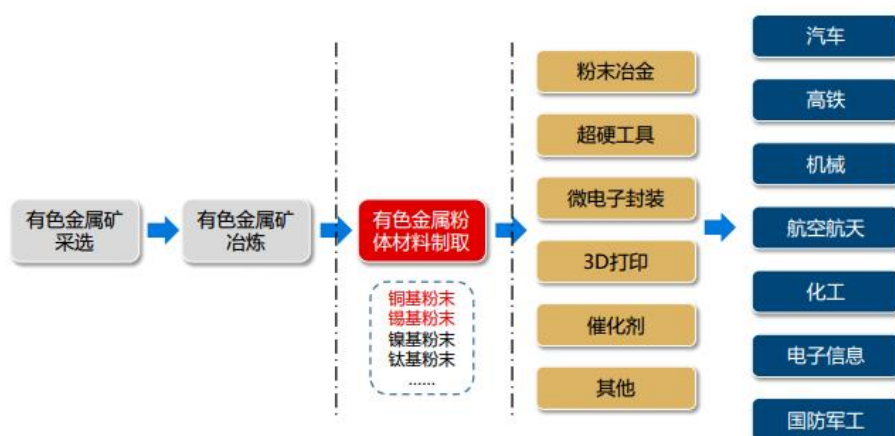 有色金属矿
采选
有色金属矿
冶炼
有色金属粉
体材料制取
铜基粉末
锡基粉末
镍基粉末
钛基粉末
......
粉末冶金
超硬工具
微电子封装
3D打印
催化剂
其他
汽车
高铁
机械
航空航天
化工
电子信息
国防军工